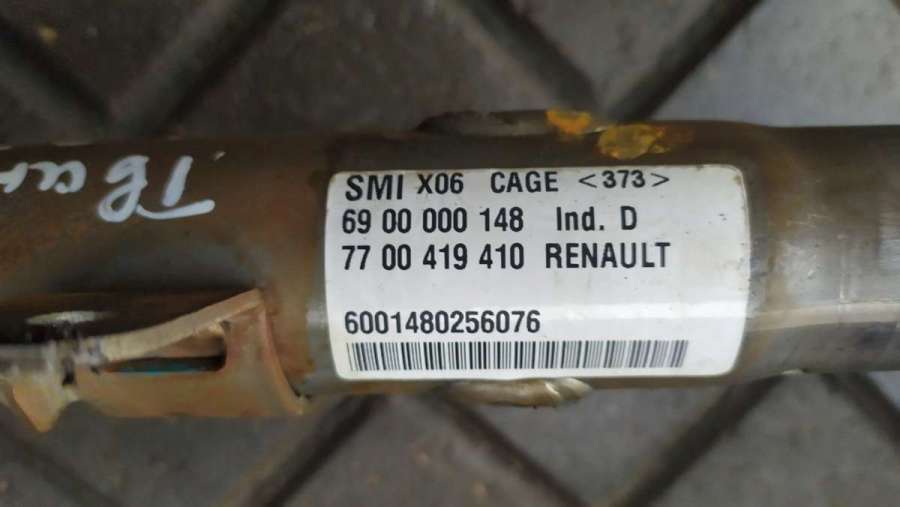 SMI X06 CAGE <373>
69 00 000 148 Ind. D
77 00 419 410 RENAULT
6001480256076